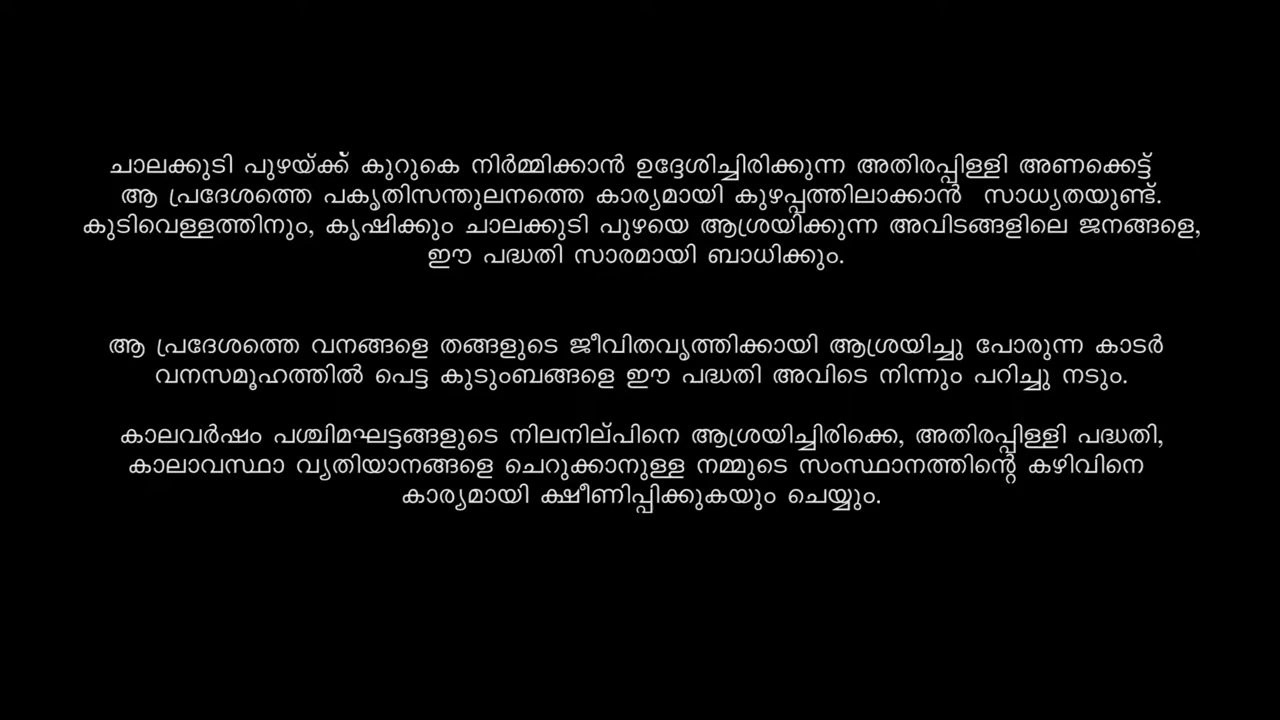 ചാലക്കുടി പുഴയ്ക്ക് കുറുകെ നിർമ്മിക്കാൻ ഉദ്ദേശിച്ചിരിക്കുന്ന അതിരപ്പിള്ളി അണക്കെട്ട്
ആ പ്രദേശത്തെ പകൃതിസന്തുലനത്തെ കാര്യമായി കുഴപ്പത്തിലാക്കാൻ സാധ്യതയുണ്ട്.
കുടിവെള്ളത്തിനും, കൃഷിക്കും ചാലക്കുടി പുഴയെ ആശ്രയിക്കുന്ന അവിടങ്ങളിലെ ജനങ്ങളെ,
ഈ പദ്ധതി സാരമായി ബാധിക്കും.
ആ പ്രദേശത്തെ വനങ്ങളെ തങ്ങളുടെ ജീവിതവൃത്തിക്കായി ആശ്രയിച്ചു പോരുന്ന കാടർ
വനസമൂഹത്തിൽ പെട്ട കുടുംബങ്ങളെ ഈ പദ്ധതി അവിടെ നിന്നും പറിച്ചു നടും.
കാലവർഷം പശ്ചിമഘട്ടങ്ങളുടെ നിലനില്പിനെ ആശ്രയിച്ചിരിക്കെ, അതിരപ്പിള്ളി പദ്ധതി,
കാലാവസ്ഥാ വ്യതിയാനങ്ങളെ ചെറുക്കാനുള്ള നമ്മുടെ സംസ്ഥാനത്തിന്റെ കഴിവിനെ
കാര്യമായി ക്ഷീണിപ്പിക്കുകയും ചെയ്യും.